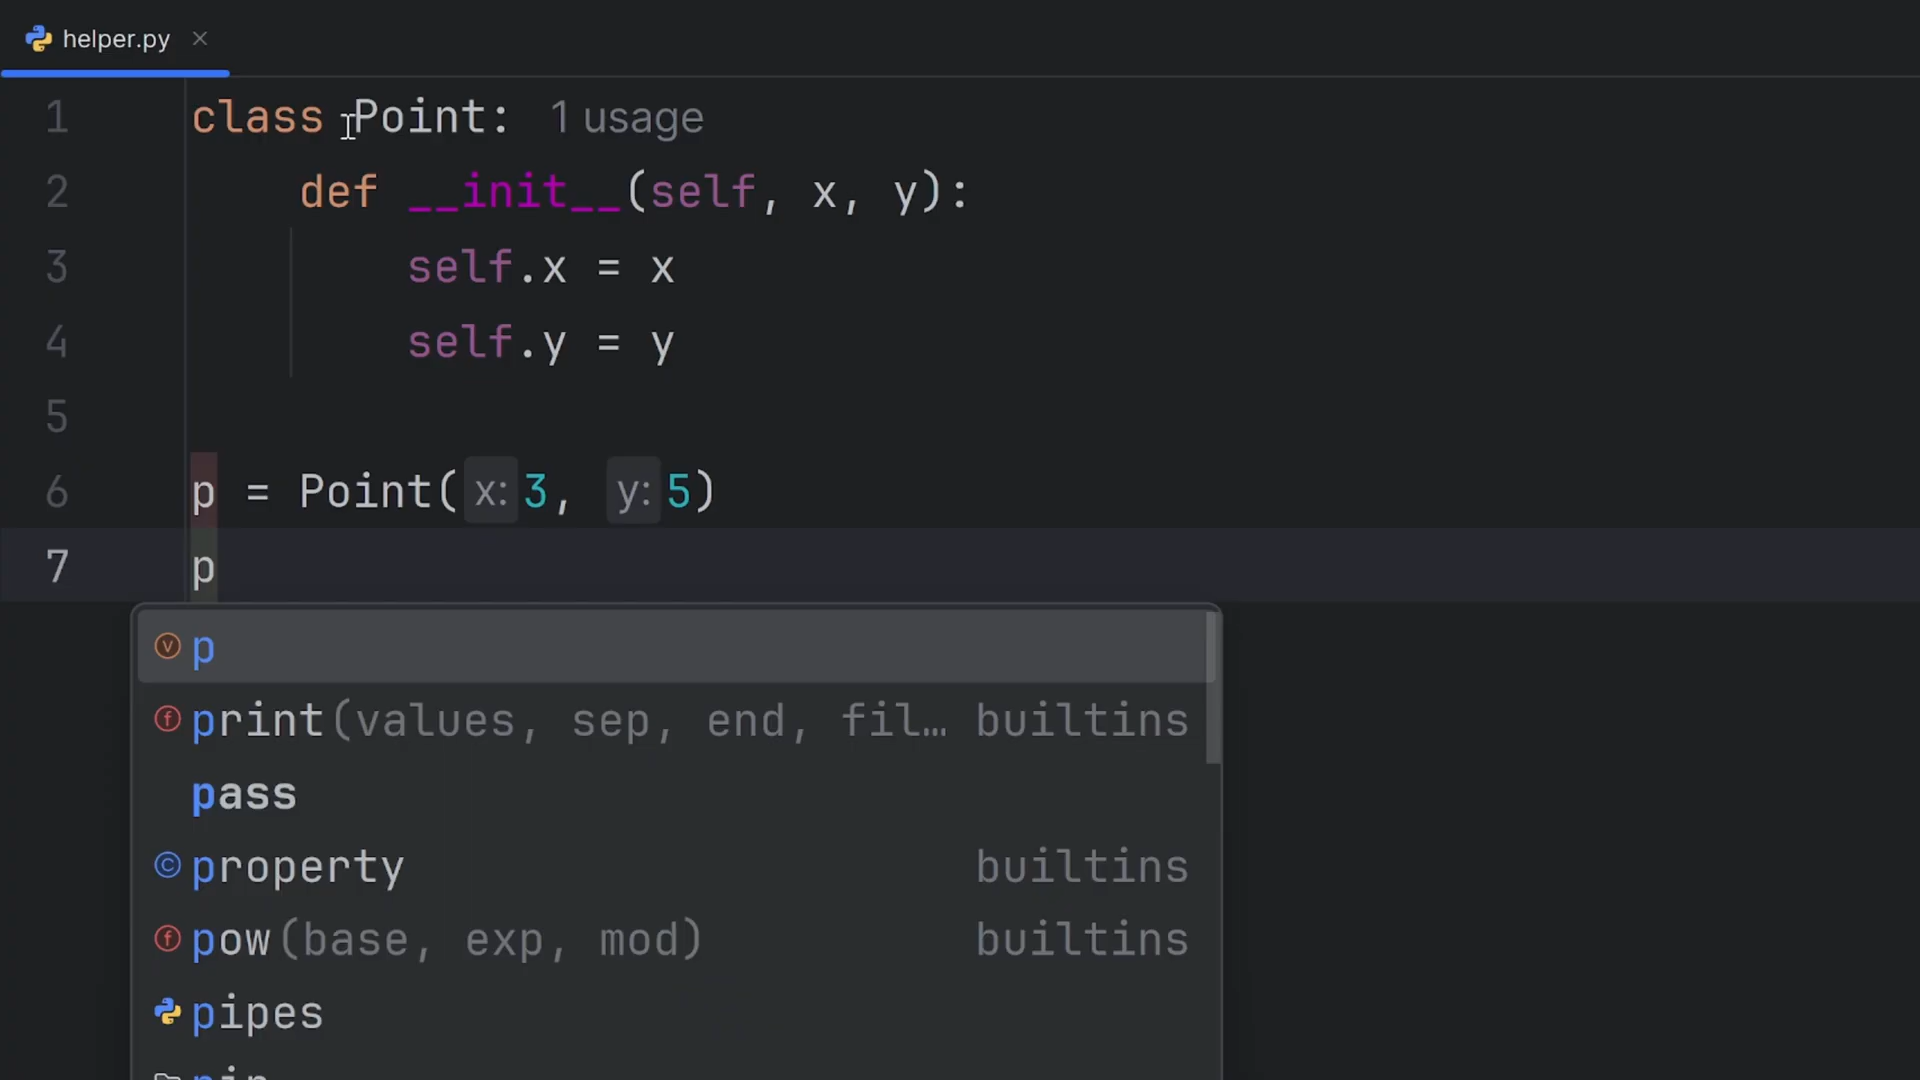 helper.py
1 class Point: 1 usage
2 def __init__(self, x, y):
3 self.x = x
4 self.y = y
5
6 p = Point(x: 3, y: 5)
7 p
p
print(values, sep, end, fil… builtins
pass
property builtins
pow(base, exp, mod) builtins
pipes